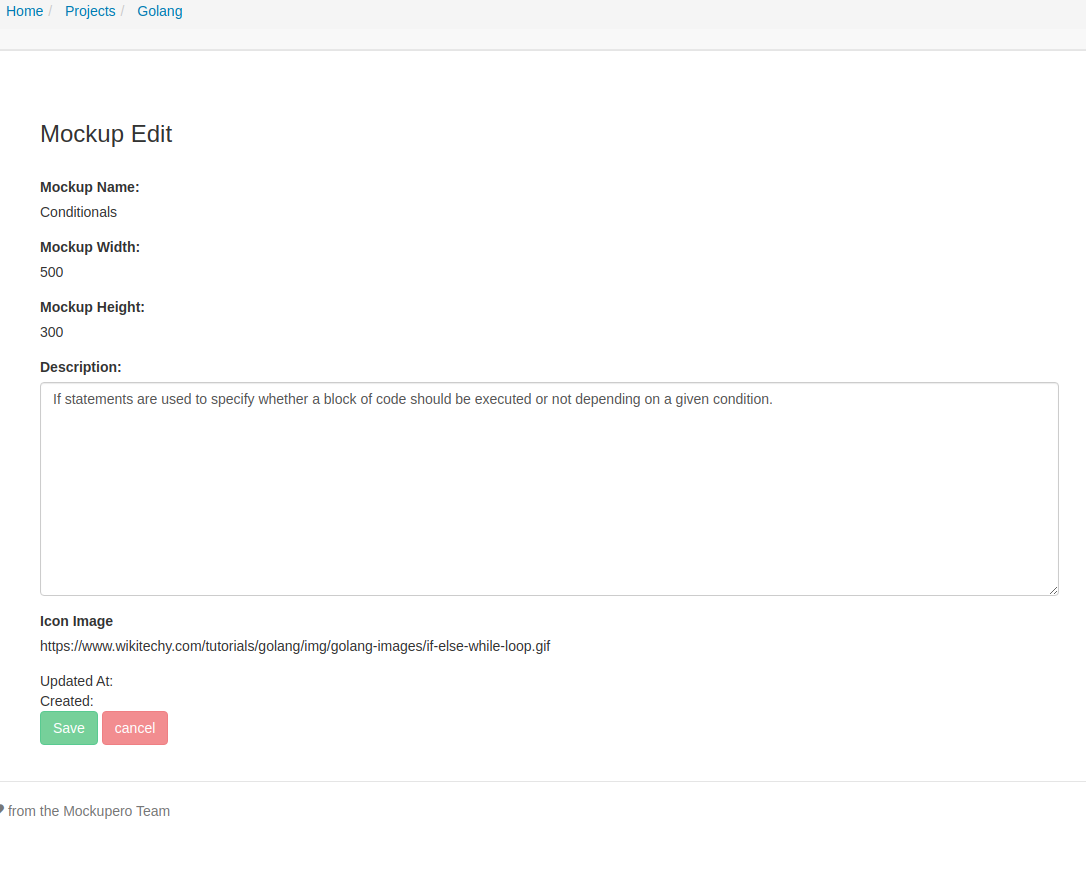 Home / Projects / Golang
Mockup Edit
Mockup Name:
Conditionals
Mockup Width:
500
Mockup Height:
300
Description:
If statements are used to specify whether a block of code should be executed or not depending on a given condition.
Icon Image
https://www.wikitechy.com/tutorials/golang/img/golang-images/if-else-while-loop.gif
Updated At:
Created:
Save cancel
from the Mockupero Team